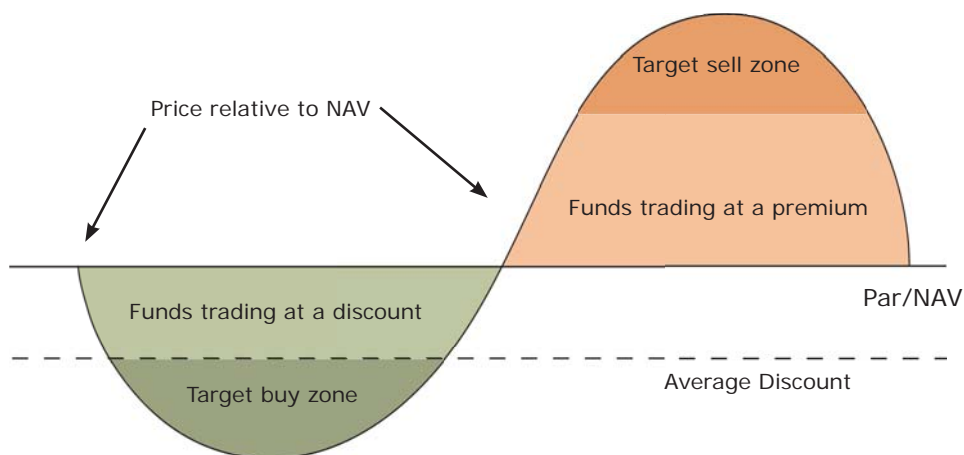 Target sell zone
Price relative to NAV
Funds trading at a premium
Par/NAV
Funds trading at a discount
Average Discount
Target buy zone